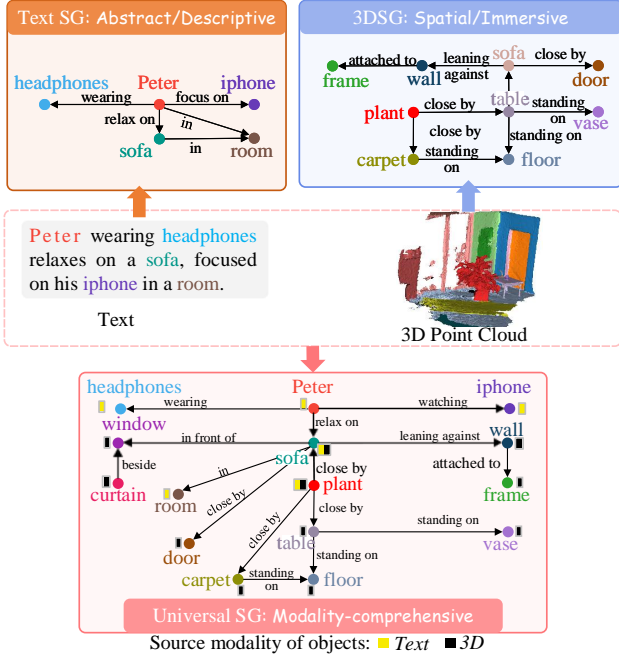 Text SG: Abstract/Descriptive
headphones Peter iphone
wearing focus on
relax on in
sofa in room
3DSG: Spatial/Immersive
attached to leaning against sofa close by
frame wall door
plant close by table standing on vase
close by standing on
carpet standing on floor
Peter wearing headphones
relaxes on a sofa, focused
on his iphone in a room.
Text
3D Point Cloud
headphones Peter iphone
wearing watching
window relax on wall
in front of leaning against
sofa
beside in close by attached to
curtain room plant frame
close by close by close by
door table standing on vase
standing on
carpet standing on floor
Universal SG: Modality-comprehensive
Source modality of objects: Text 3D